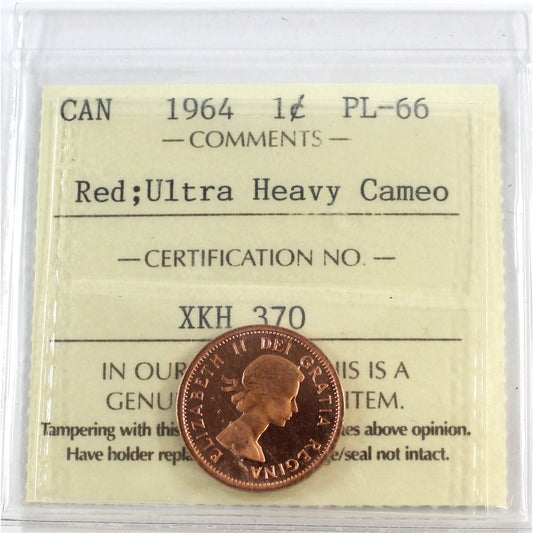 CAN 1964 1¢ PL-66
— COMMENTS —
Red;Ultra Heavy Cameo
— CERTIFICATION NO. —
XKH 370
IN OUR IS IS A
GENU ITEM.
Tampering with this es above opinion.
Have holder repla e/seal not intact.
ELIZABETH II DEI GRATIA REGINA